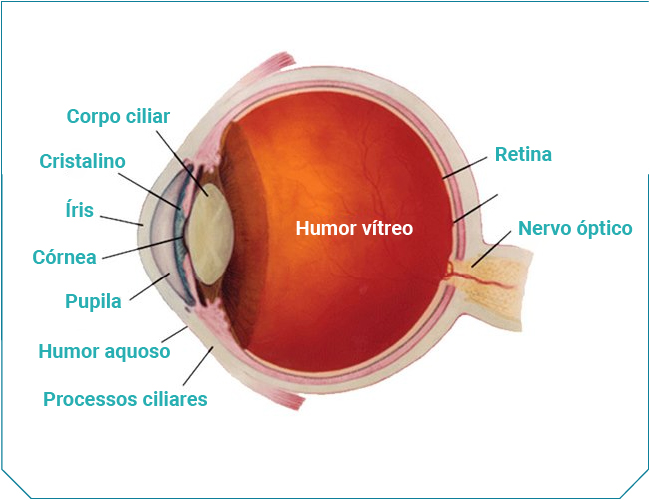 Corpo ciliar
Cristalino
Íris
Córnea
Pupila
Humor aquoso
Processos ciliares
Humor vítreo
Retina
Nervo óptico